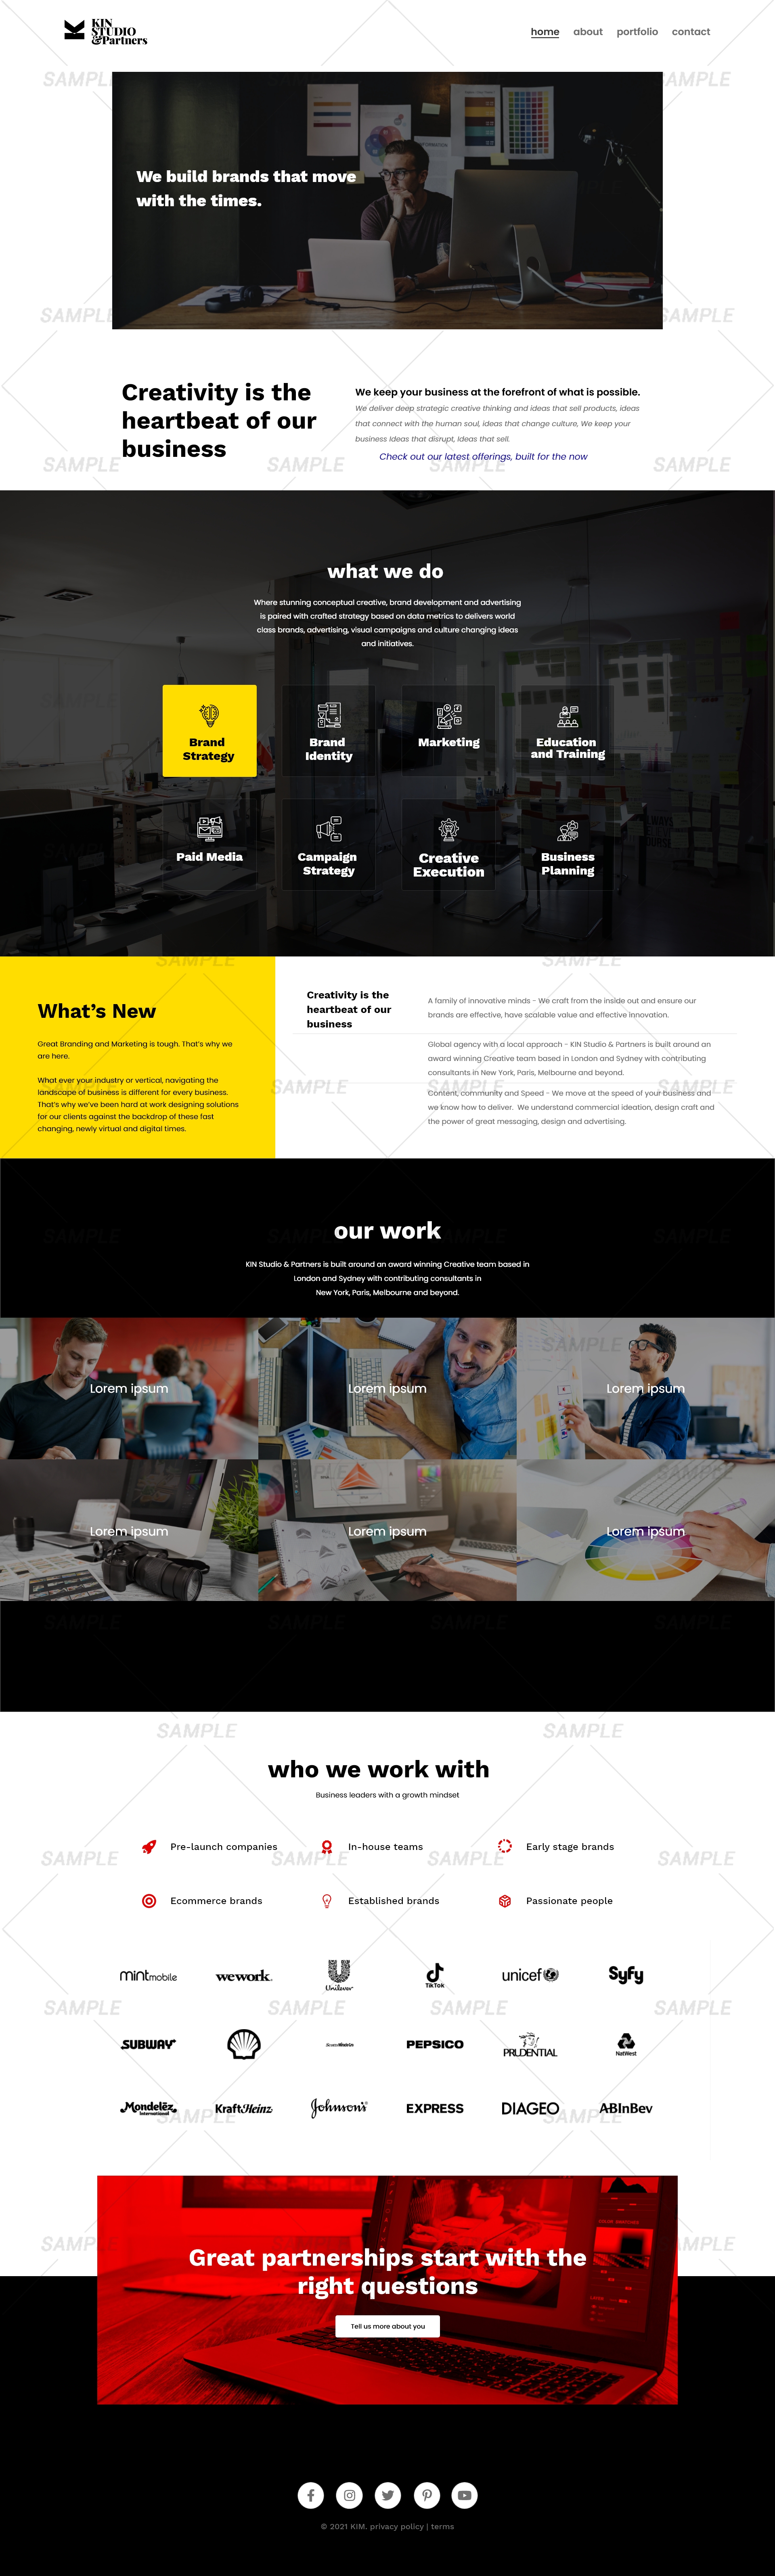 KIN
STUDIO
&Partners
home about portfolio contact
SAMPLE
We build brands that move
with the times.
SAMPLE
Creativity is the
heartbeat of our
business
We keep your business at the forefront of what is possible.
We deliver deep strategic creative thinking and ideas that sell products, ideas
that connect with the human soul, ideas that change culture, We keep your
business Ideas that disrupt, Ideas that sell.
Check out our latest offerings, built for the now
SAMPLE SAMPLE SAMPLE SAMPLE
what we do
Where stunning conceptual creative, brand development and advertising
is paired with crafted strategy based on data metrics to delivers world
class brands, advertising, visual campaigns and culture changing ideas
and initiatives.
Brand
Strategy
Brand
Identity
Marketing
Education
and Training
Paid Media
Campaign
Strategy
Creative
Execution
Business
Planning
SAMPLE SAMPLE
What's New
Great Branding and Marketing is tough. That's why we
are here.
What ever your industry or vertical, navigating the
landscape of business is different for every business.
That's why we've been hard at work designing solutions
for our clients against the backdrop of these fast
changing, newly virtual and digital times.
Creativity is the
heartbeat of our
business
A family of innovative minds - We craft from the inside out and ensure our
brands are effective, have scalable value and effective innovation.
Global agency with a local approach - KIN Studio & Partners is built around an
award winning Creative team based in London and Sydney with contributing
consultants in New York, Paris, Melbourne and beyond.
SAMPLE SAMPLE SAMPLE SAMPLE
Content, community and Speed - We move at the speed of your business and
we know how to deliver. We understand commercial ideation, design craft and
the power of great messaging, design and advertising.
our work
SAMPLE SAMPLE SAMPLE SAMPLE
KIN Studio & Partners is built around an award winning Creative team based in
London and Sydney with contributing consultants in
New York, Paris, Melbourne and beyond.
Lorem ipsum
Lorem ipsum
Lorem ipsum
Lorem ipsum
Lorem ipsum
Lorem ipsum
SAMPLE SAMPLE SAMPLE SAMPLE
SAMPLE SAMPLE
who we work with
Business leaders with a growth mindset
Pre-launch companies
In-house teams
Early stage brands
SAMPLE SAMPLE SAMPLE SAMPLE
Ecommerce brands
Established brands
Passionate people
mint mobile
wework
Unilever
TikTok
unicef
Syfy
SAMPLE SAMPLE SAMPLE SAMPLE
SUBWAY
PEPSICO
PRUDENTIAL
NatWest
Mondelēz
International
KraftHeinz
Johnson's
EXPRESS
DIAGEO
ABInBev
SAMPLE SAMPLE
Great partnerships start with the
right questions
Tell us more about you
© 2021 KIM. privacy policy | terms